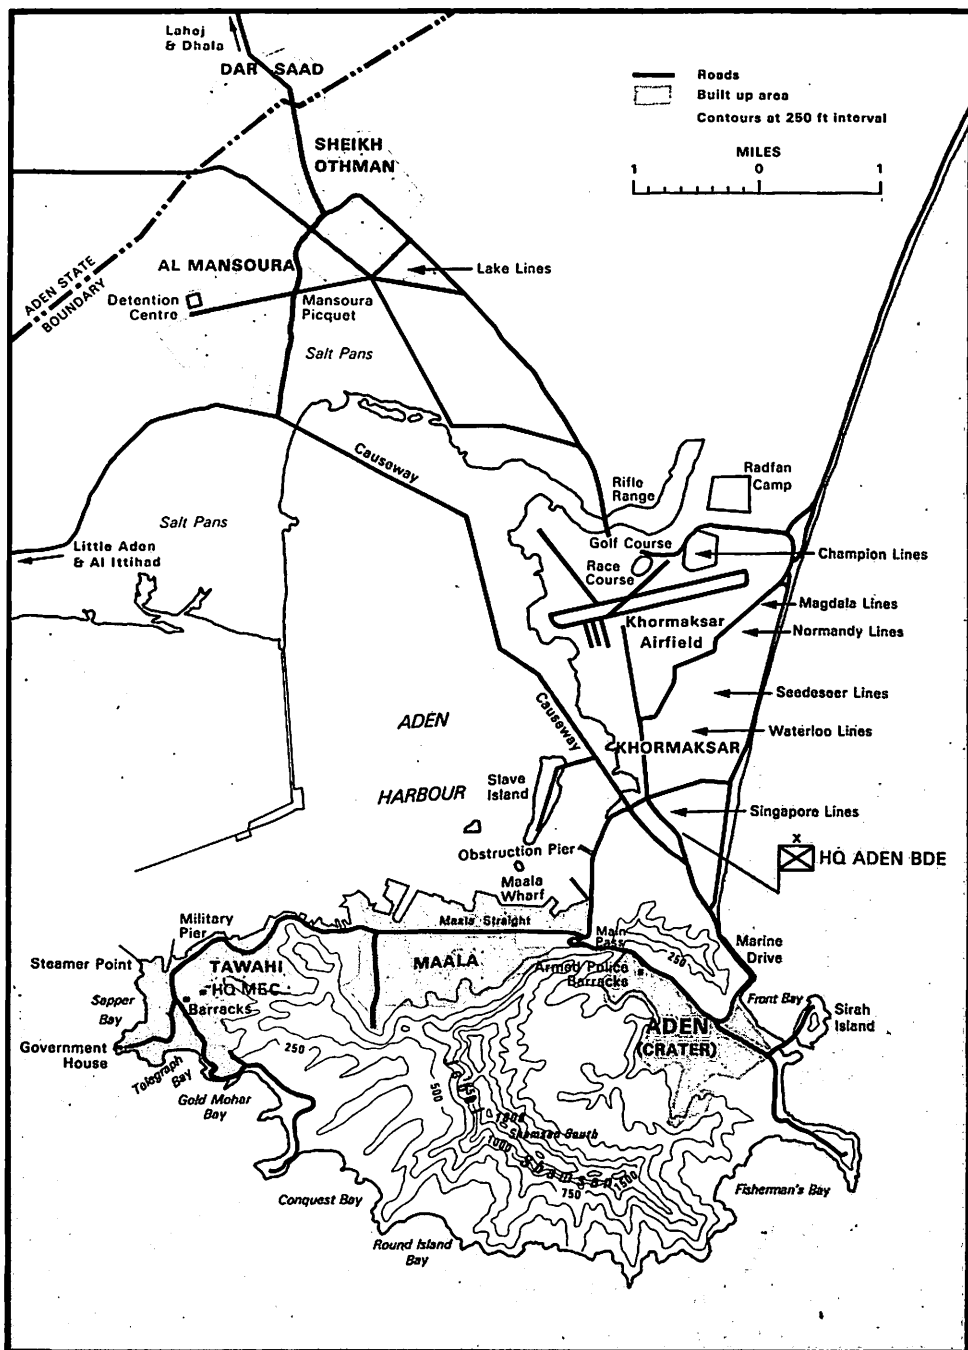 Lahej
& Dhala
DAR SAAD
Roads
Built up area
Contours at 250 ft interval
MILES
1 0 1
SHEIKH
OTHMAN
AL MANSOURA
Lake Lines
ADEN STATE
BOUNDARY
Detention
Centre
Mansoura
Picquet
Salt Pans
Causeway
Rifle
Range
Radfan
Camp
Salt Pans
Little Aden
& Al Ittihad
Golf Course
Race
Course
Champion Lines
Magdala Lines
Khormaksar
Airfield
Normandy Lines
Seedeseer Lines
Causeway
Waterloo Lines
KHORMAKSAR
ADEN
HARBOUR
Slave
Island
Singapore Lines
Obstruction Pier
x
HQ ADEN BDE
Maala
Wharf
Maala Straight
Military
Pier
Main
Pass
Marine
Drive
Steamer Point
TAWAHI
MAALA
250
Armed Police
Barracks
HQ MEC
Barracks
Sapper
Bay
Front Bay
Sirah
Island
ADEN
(CRATER)
Government
House
Telegraph
Bay
250
Gold Mohur
Bay
500
750
1000
Shamsan South
1000
Shamsan
750
1500
Conquest Bay
Fisherman's Bay
Round Island
Bay